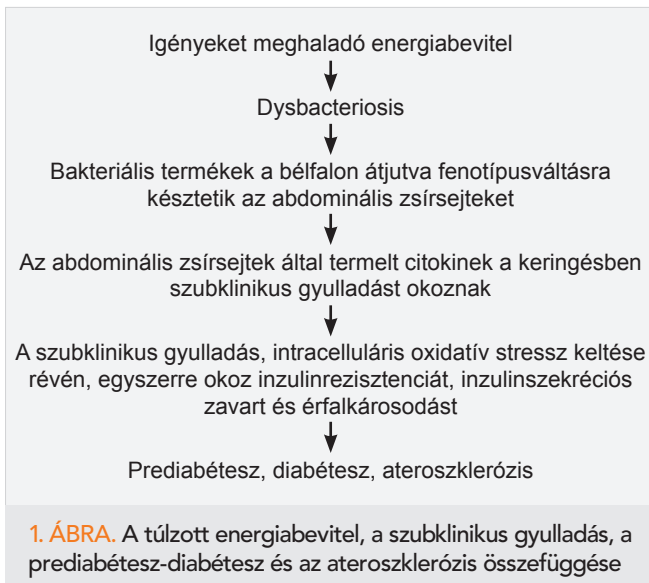 Igényeket meghaladó energiabevitel
Dysbacteriosis
Bakteriális termékek a bélfalon átjutva fenotípusváltásra
késztetik az abdominális zsírsejteket
Az abdominális zsírsejtek által termelt citokinek a keringésben
szubklinikus gyulladást okoznak
A szubklinikus gyulladás, intracelluláris oxidatív stressz keltése
révén, egyszerre okoz inzulinrezisztenciát, inzulinszekréciós
zavart és érfalkárosodást
Prediabétesz, diabétesz, ateroszklerózis
1. ÁBRA. A túlzott energiabevitel, a szubklinikus gyulladás, a
prediabétesz-diabétesz és az ateroszklerózis összefüggése